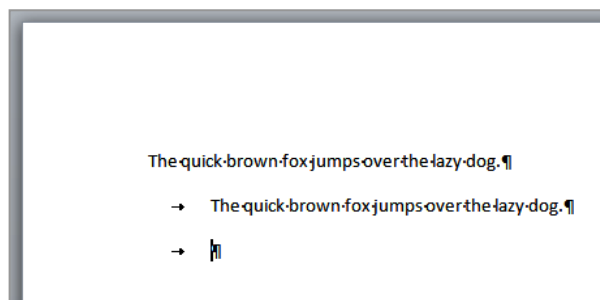 The·quick·brown·fox·jumps·over·the·lazy·dog.¶
→ The·quick·brown·fox·jumps·over·the·lazy·dog.¶
→ ¶